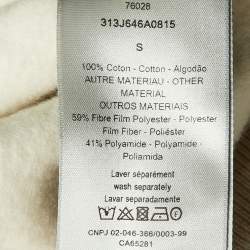 76028
313J646A0815
S
100% Coton - Cotton - Algodão
AUTRE MATERIAU - OTHER
MATERIAL
OUTROS MATERIAIS
59% Fibre Film Polyester - Polyester
Film Fiber - Poliéster
41% Polyamide - Polyamide -
Poliamida
Laver séparément
wash separately
Lavar separadamente
CNPJ 02-046-386/0003-99
CA65281